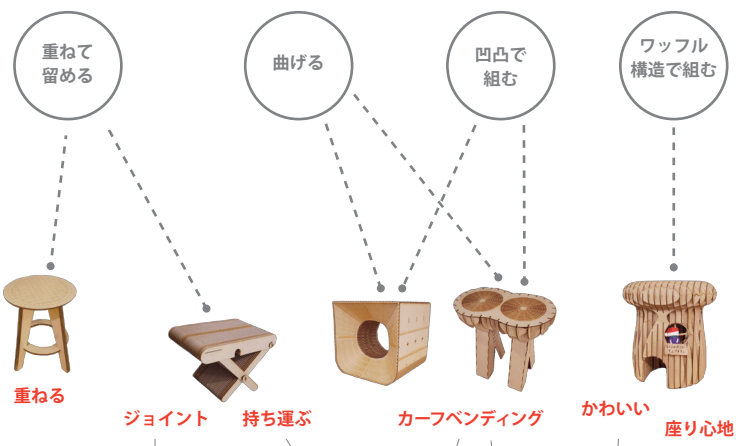 重ねて
留める
曲げる
凹凸で
組む
ワッフル
構造で組む
重ねる
ジョイント
持ち運ぶ
カーフベンディング
かわいい
座り心地